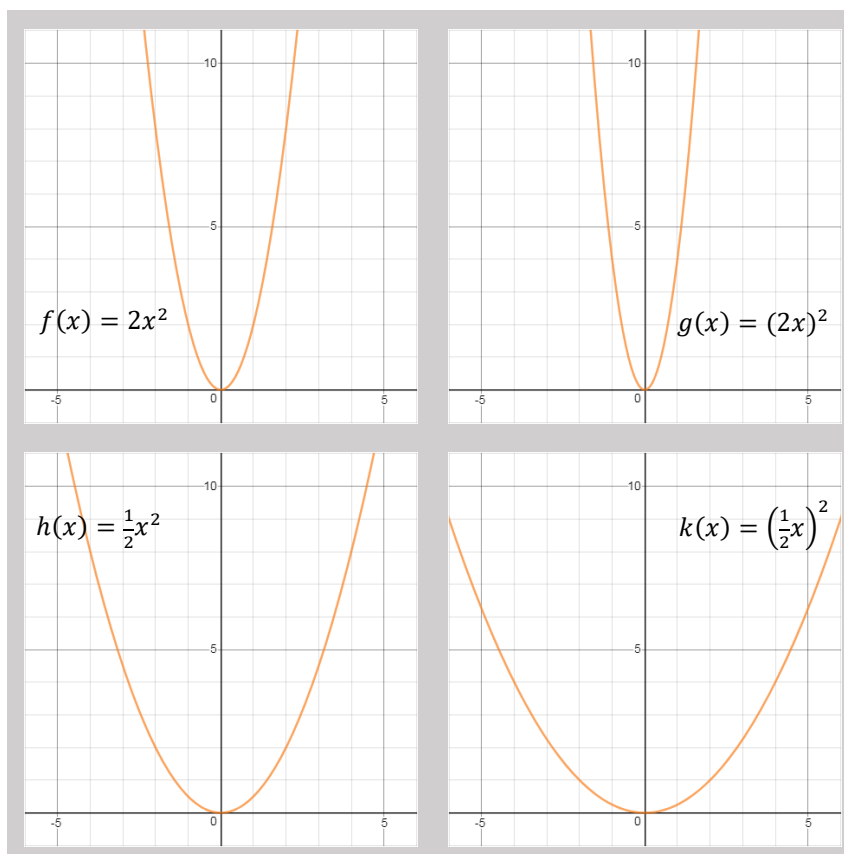 10
5
f(x) = 2x²
-5 0 5
10
5
g(x) = (2x)²
-5 0 5
10
h(x) = ½x²
5
-5 0 5
10
k(x) = (½x)²
5
-5 0 5